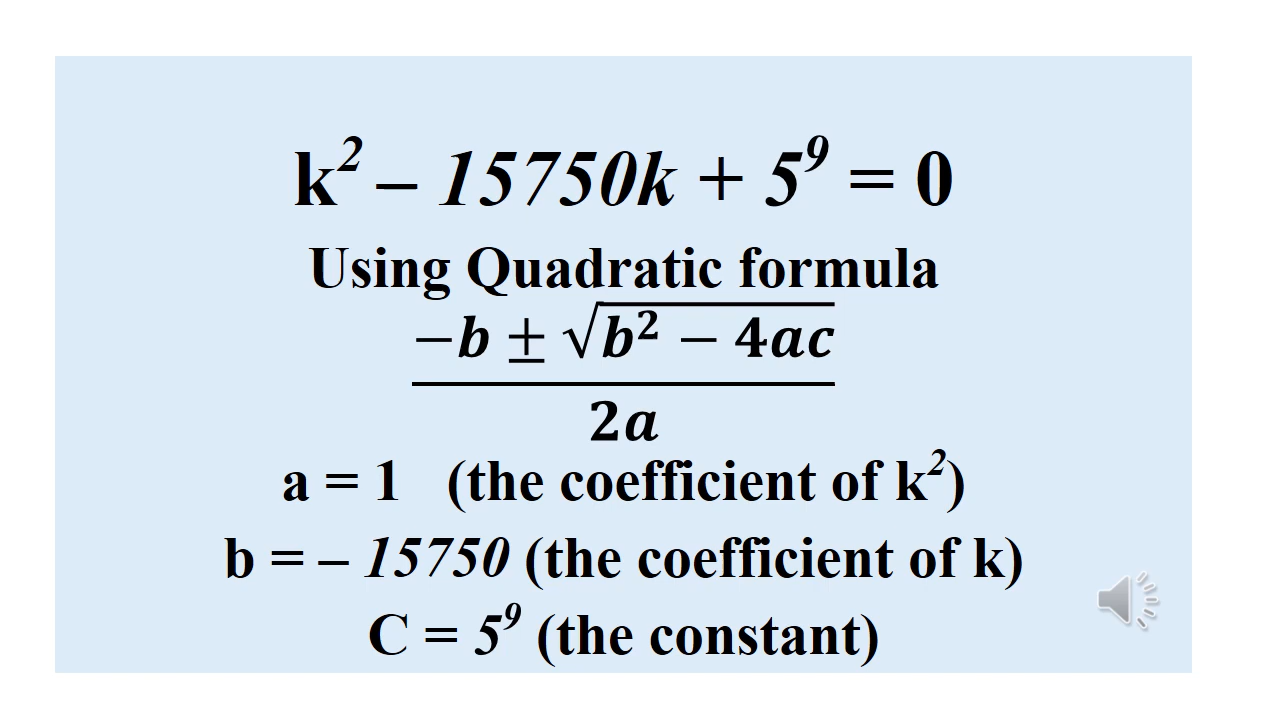 k² – 15750k + 5⁹ = 0
Using Quadratic formula
−b ± √b² − 4ac
2a
a = 1 (the coefficient of k²)
b = – 15750 (the coefficient of k)
C = 5⁹ (the constant)